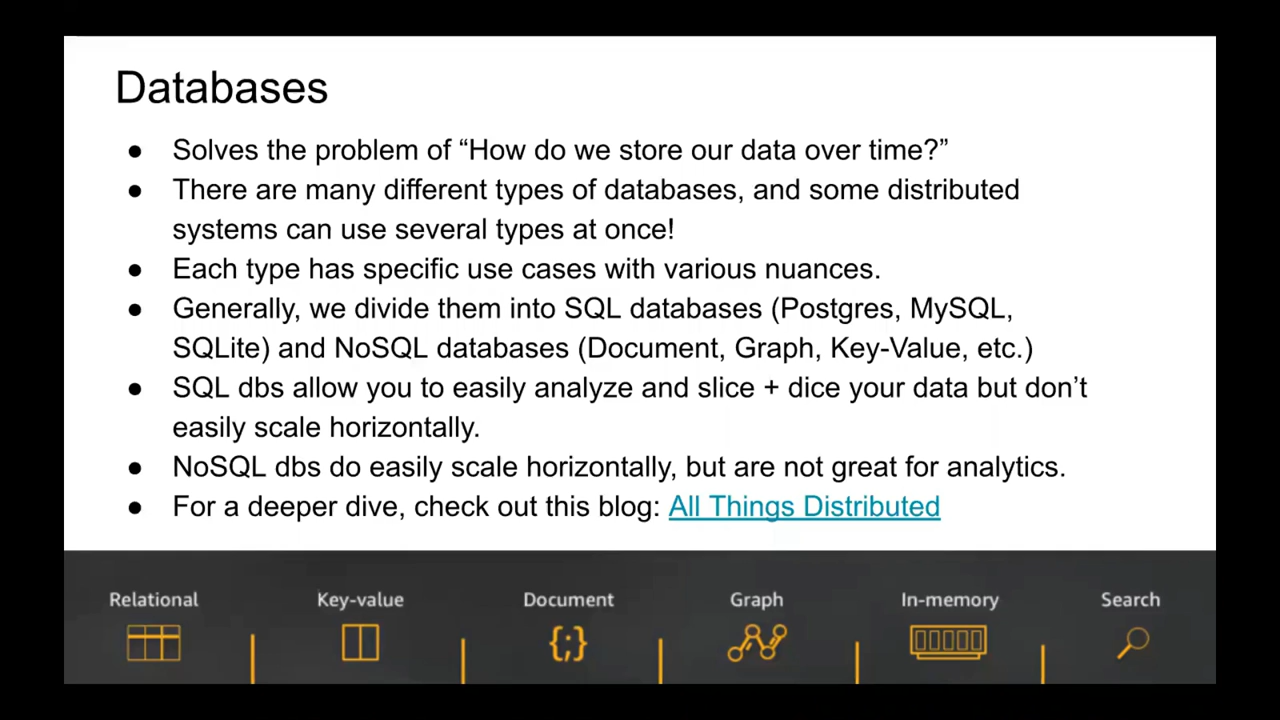 Databases
● Solves the problem of “How do we store our data over time?”
● There are many different types of databases, and some distributed
systems can use several types at once!
● Each type has specific use cases with various nuances.
● Generally, we divide them into SQL databases (Postgres, MySQL,
SQLite) and NoSQL databases (Document, Graph, Key-Value, etc.)
● SQL dbs allow you to easily analyze and slice + dice your data but don’t
easily scale horizontally.
● NoSQL dbs do easily scale horizontally, but are not great for analytics.
● For a deeper dive, check out this blog: All Things Distributed
Relational Key-value Document Graph In-memory Search
{;}